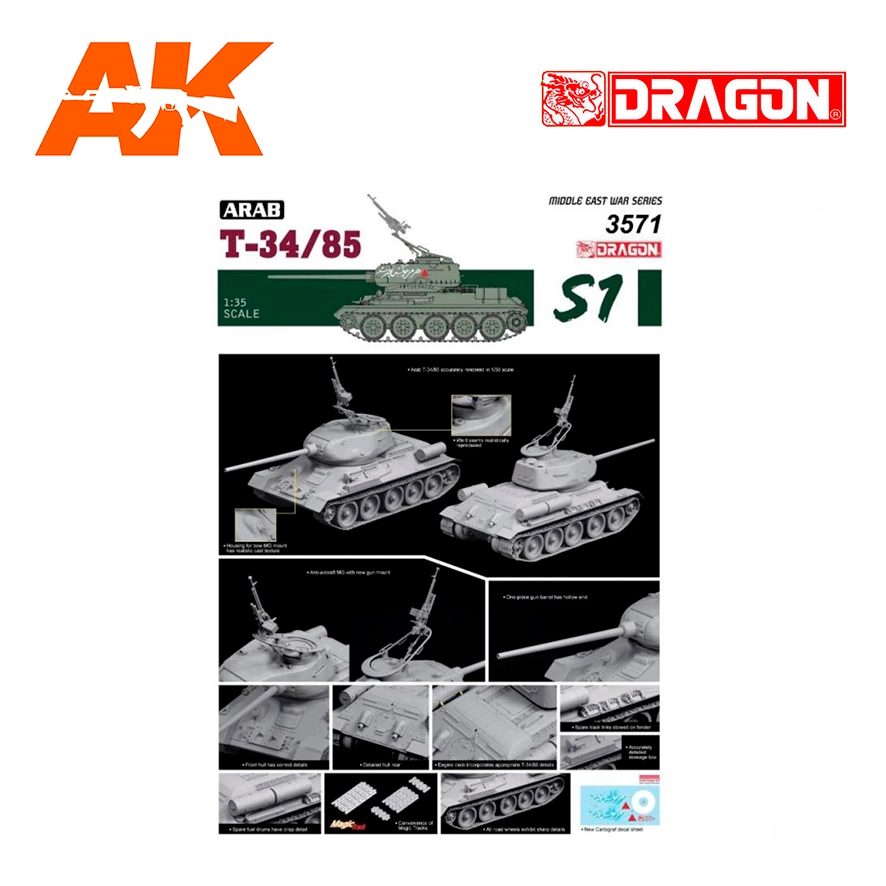 AK
DRAGON®
ARAB
T-34/85
MIDDLE EAST WAR SERIES
3571
DRAGON
1:35
SCALE
S1
• Arab T-34/85 accurately rendered in 1/35 scale
• Weld seams realistically
reproduced
• Housing for bow MG mount
has realistic cast texture
• Anti-aircraft MG with new gun mount
• One-piece gun barrel has hollow end
• Front hull has correct details
• Detailed hull rear
• Engine deck incorporates appropriate T-34/85 details
• Spare track links stowed on fender
• Accurately
detailed
stowage box
• Spare fuel drums have crisp detail
Magic Track
• Convenience of
Magic Tracks
• All road wheels exhibit sharp details
• New Cartograf decal sheet